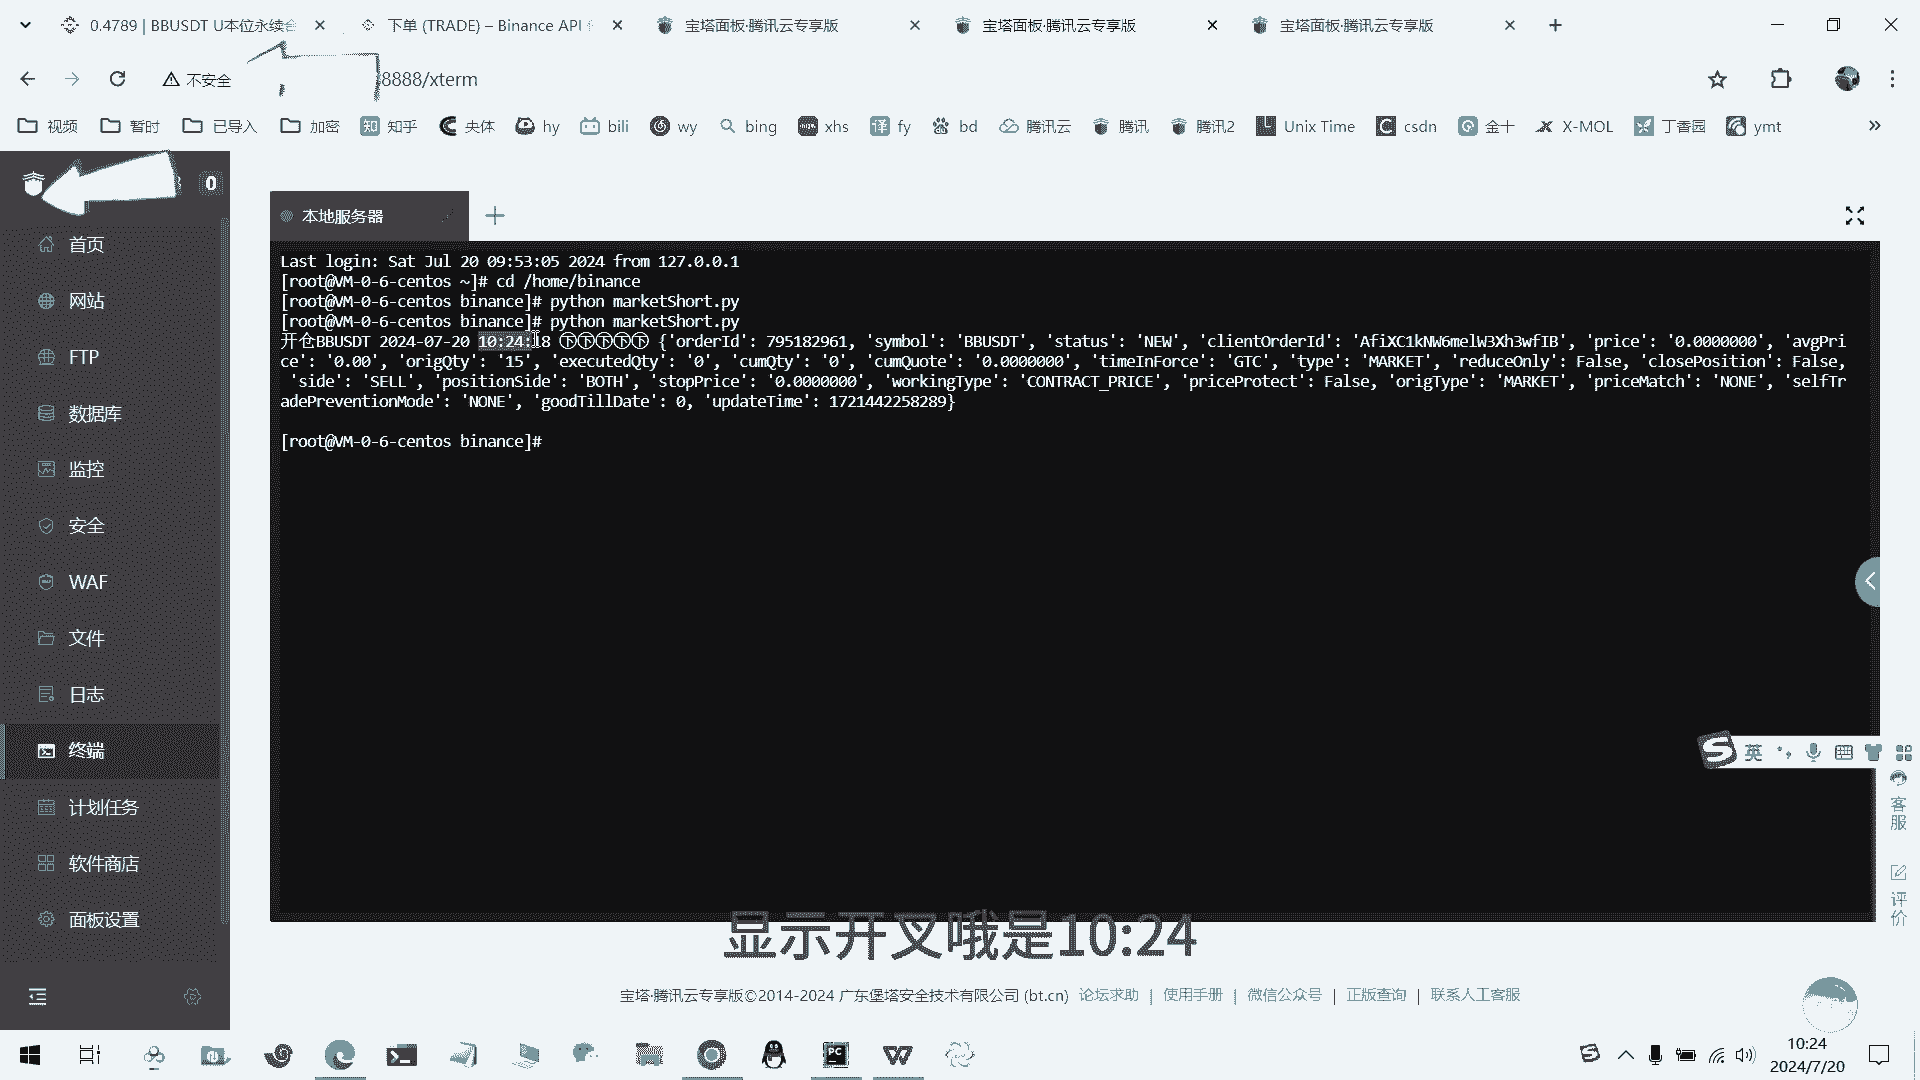 0.4789 | BBUSDT U本位永续合
下单 (TRADE) – Binance API
宝塔面板·腾讯云专享版
宝塔面板·腾讯云专享版
宝塔面板·腾讯云专享版
不安全
8888/xterm
视频 暂时 已导入 加密 知乎 央体 hy bili wy bing xhs fy bd 腾讯云 腾讯 腾讯2 Unix Time csdn 金十 X-MOL 丁香园 ymt
0
首页
网站
FTP
数据库
监控
安全
WAF
文件
日志
终端
计划任务
软件商店
面板设置
本地服务器
Last login: Sat Jul 20 09:53:05 2024 from 127.0.0.1
[root@VM-0-6-centos ~]# cd /home/binance
[root@VM-0-6-centos binance]# python marketShort.py
[root@VM-0-6-centos binance]# python marketShort.py
开仓BBUSDT 2024-07-20 10:24:18 ㊦㊦㊦㊦㊦ {'orderId': 795182961, 'symbol': 'BBUSDT', 'status': 'NEW', 'clientOrderId': 'AfiXC1kNW6melW3Xh3wfIB', 'price': '0.0000000', 'avgPri
ce': '0.00', 'origQty': '15', 'executedQty': '0', 'cumQty': '0', 'cumQuote': '0.0000000', 'timeInForce': 'GTC', 'type': 'MARKET', 'reduceOnly': False, 'closePosition': False,
'side': 'SELL', 'positionSide': 'BOTH', 'stopPrice': '0.0000000', 'workingType': 'CONTRACT_PRICE', 'priceProtect': False, 'origType': 'MARKET', 'priceMatch': 'NONE', 'selfTr
adePreventionMode': 'NONE', 'goodTillDate': 0, 'updateTime': 1721442258289}
[root@VM-0-6-centos binance]#
英
客服
评价
显示开叉哦是10:24
宝塔·腾讯云专享版©2014-2024 广东堡塔安全技术有限公司 (bt.cn) 论坛求助 | 使用手册 | 微信公众号 | 正版查询 | 联系人工客服
10:24
2024/7/20